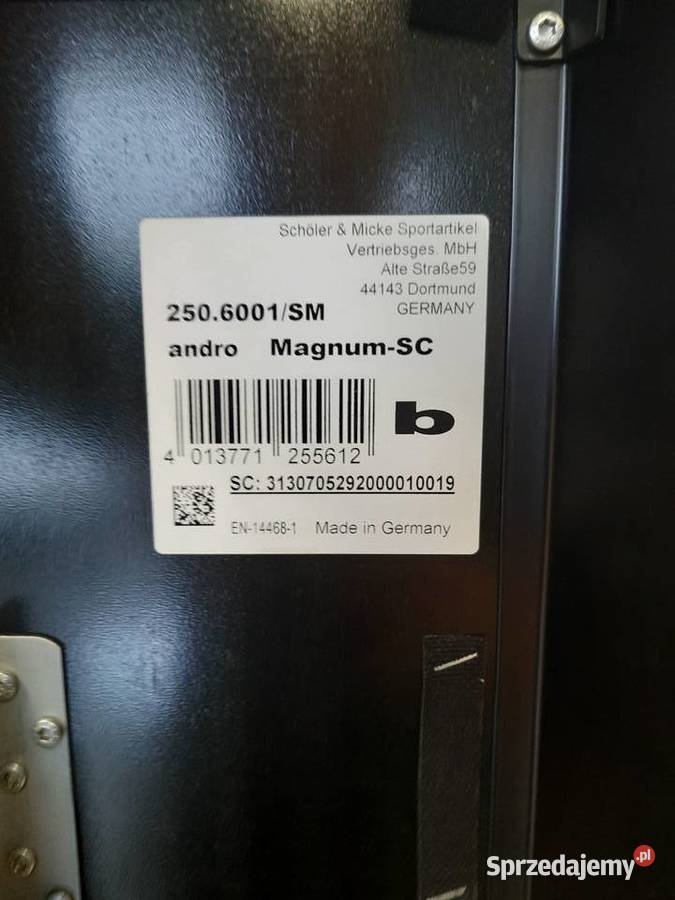 Schöler & Micke Sportartikel
Vertriebsges. MbH
Alte Straße59
44143 Dortmund
GERMANY
250.6001/SM
andro Magnum-SC
b
4 013771 255612
SC: 3130705292000010019
EN-14468-1 Made in Germany
Sprzedajemy.pl